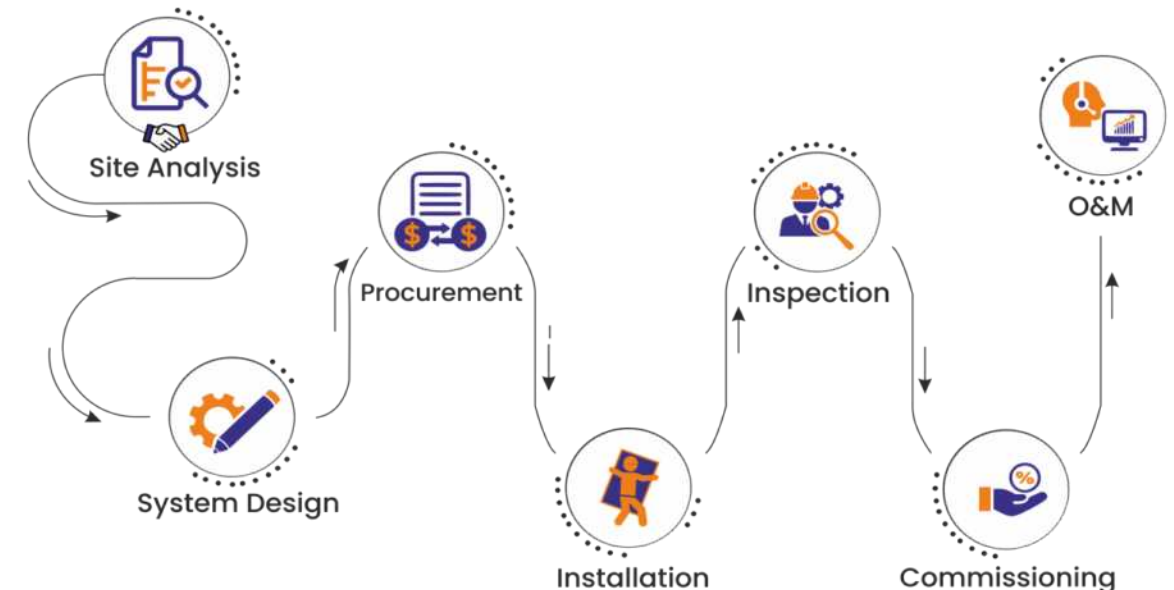 Site Analysis
System Design
$ $
Procurement
Installation
Inspection
%
Commissioning
O&M